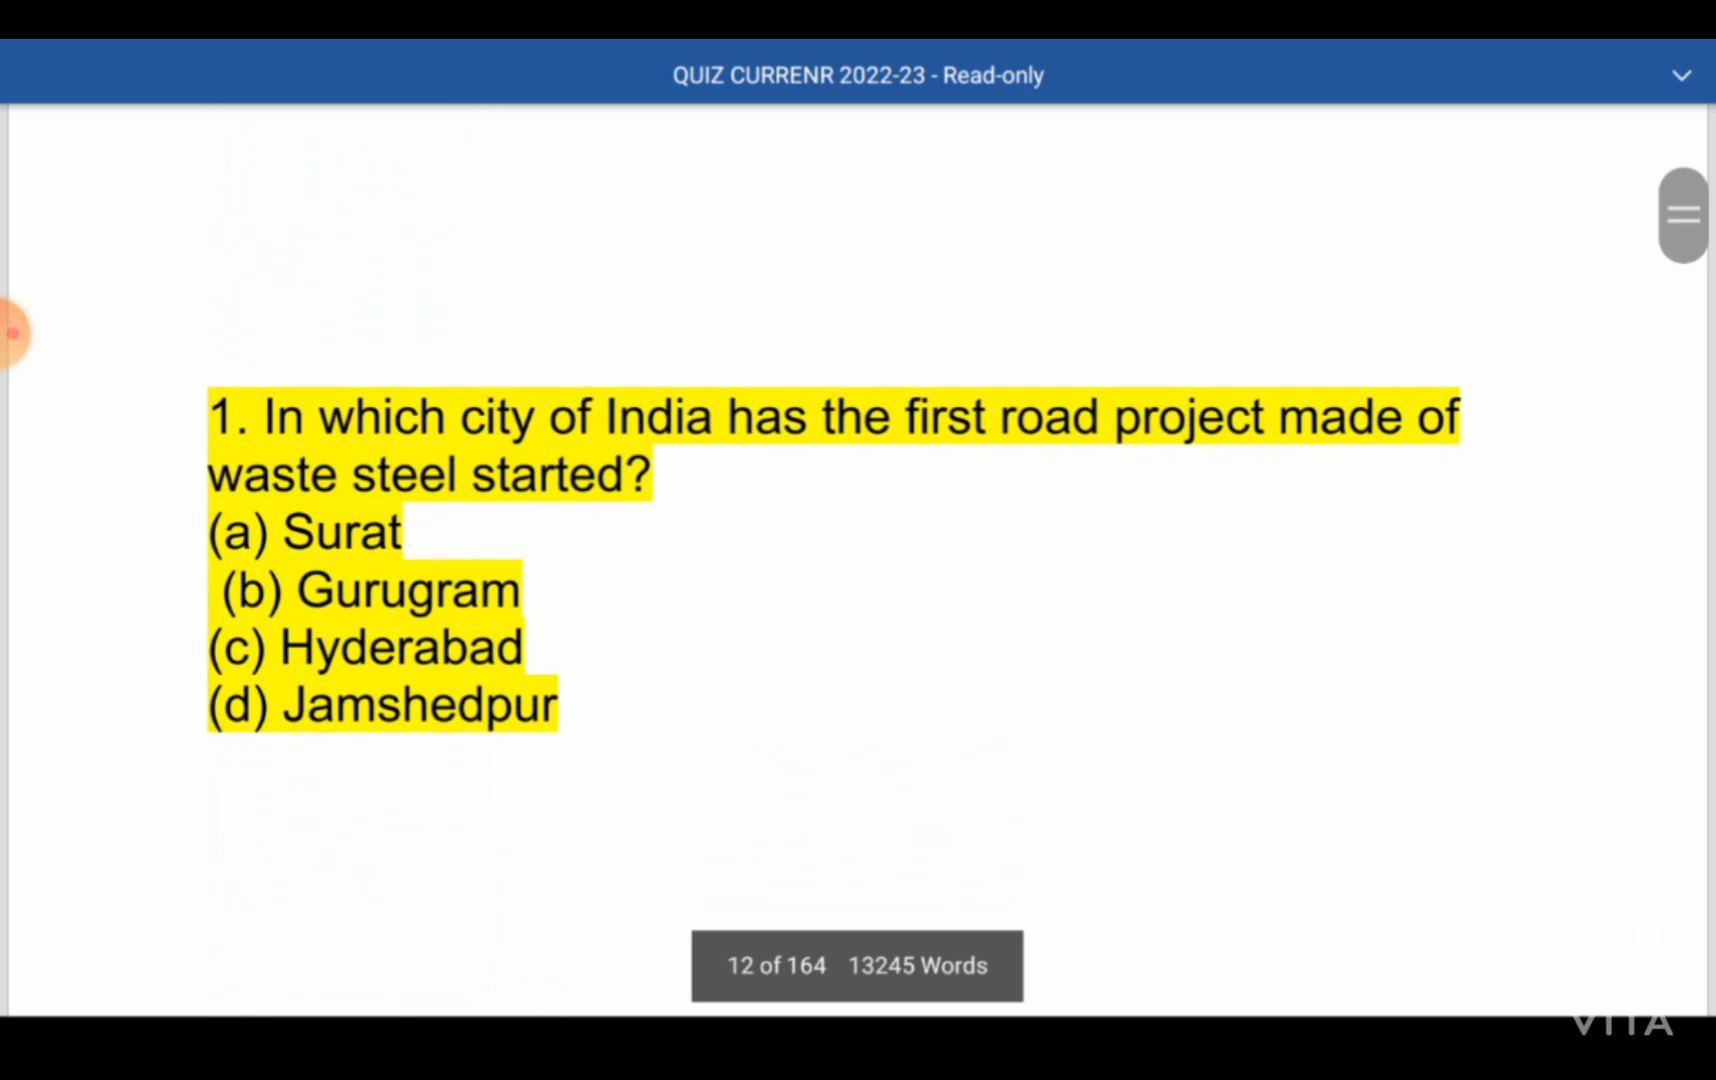 QUIZ CURRENR 2022-23 - Read-only
1. In which city of India has the first road project made of
waste steel started?
(a) Surat
(b) Gurugram
(c) Hyderabad
(d) Jamshedpur
12 of 164 13245 Words
VITA